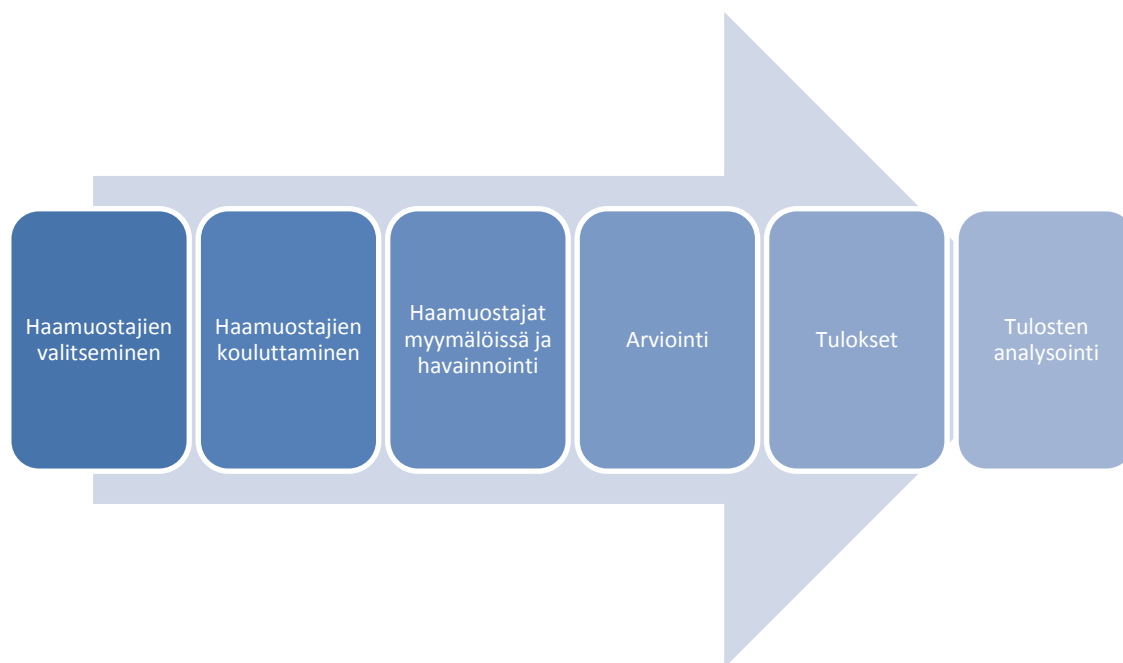 Haamuostajien
valitseminen
Haamuostajien
kouluttaminen
Haamuostajat
myymälöissä ja
havainnointi
Arviointi
Tulokset
Tulosten
analysointi